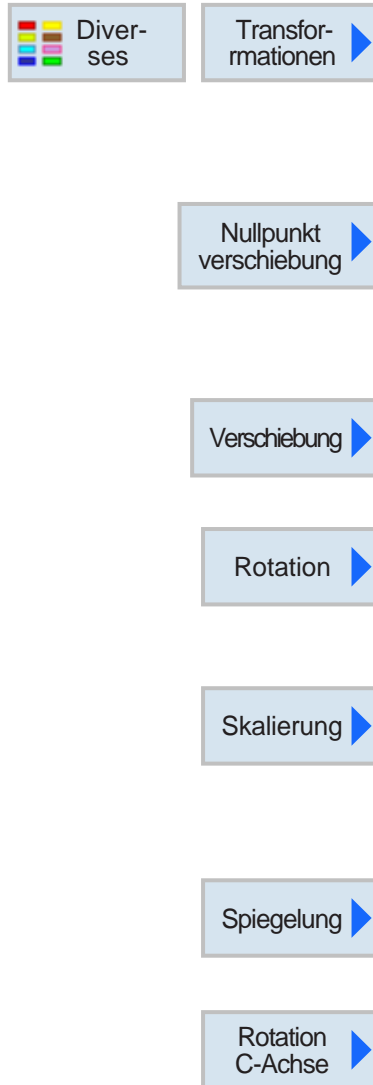 Diver-
ses
Transfor-
rmationen
Nullpunkt
verschiebung
Verschiebung
Rotation
Skalierung
Spiegelung
Rotation
C-Achse